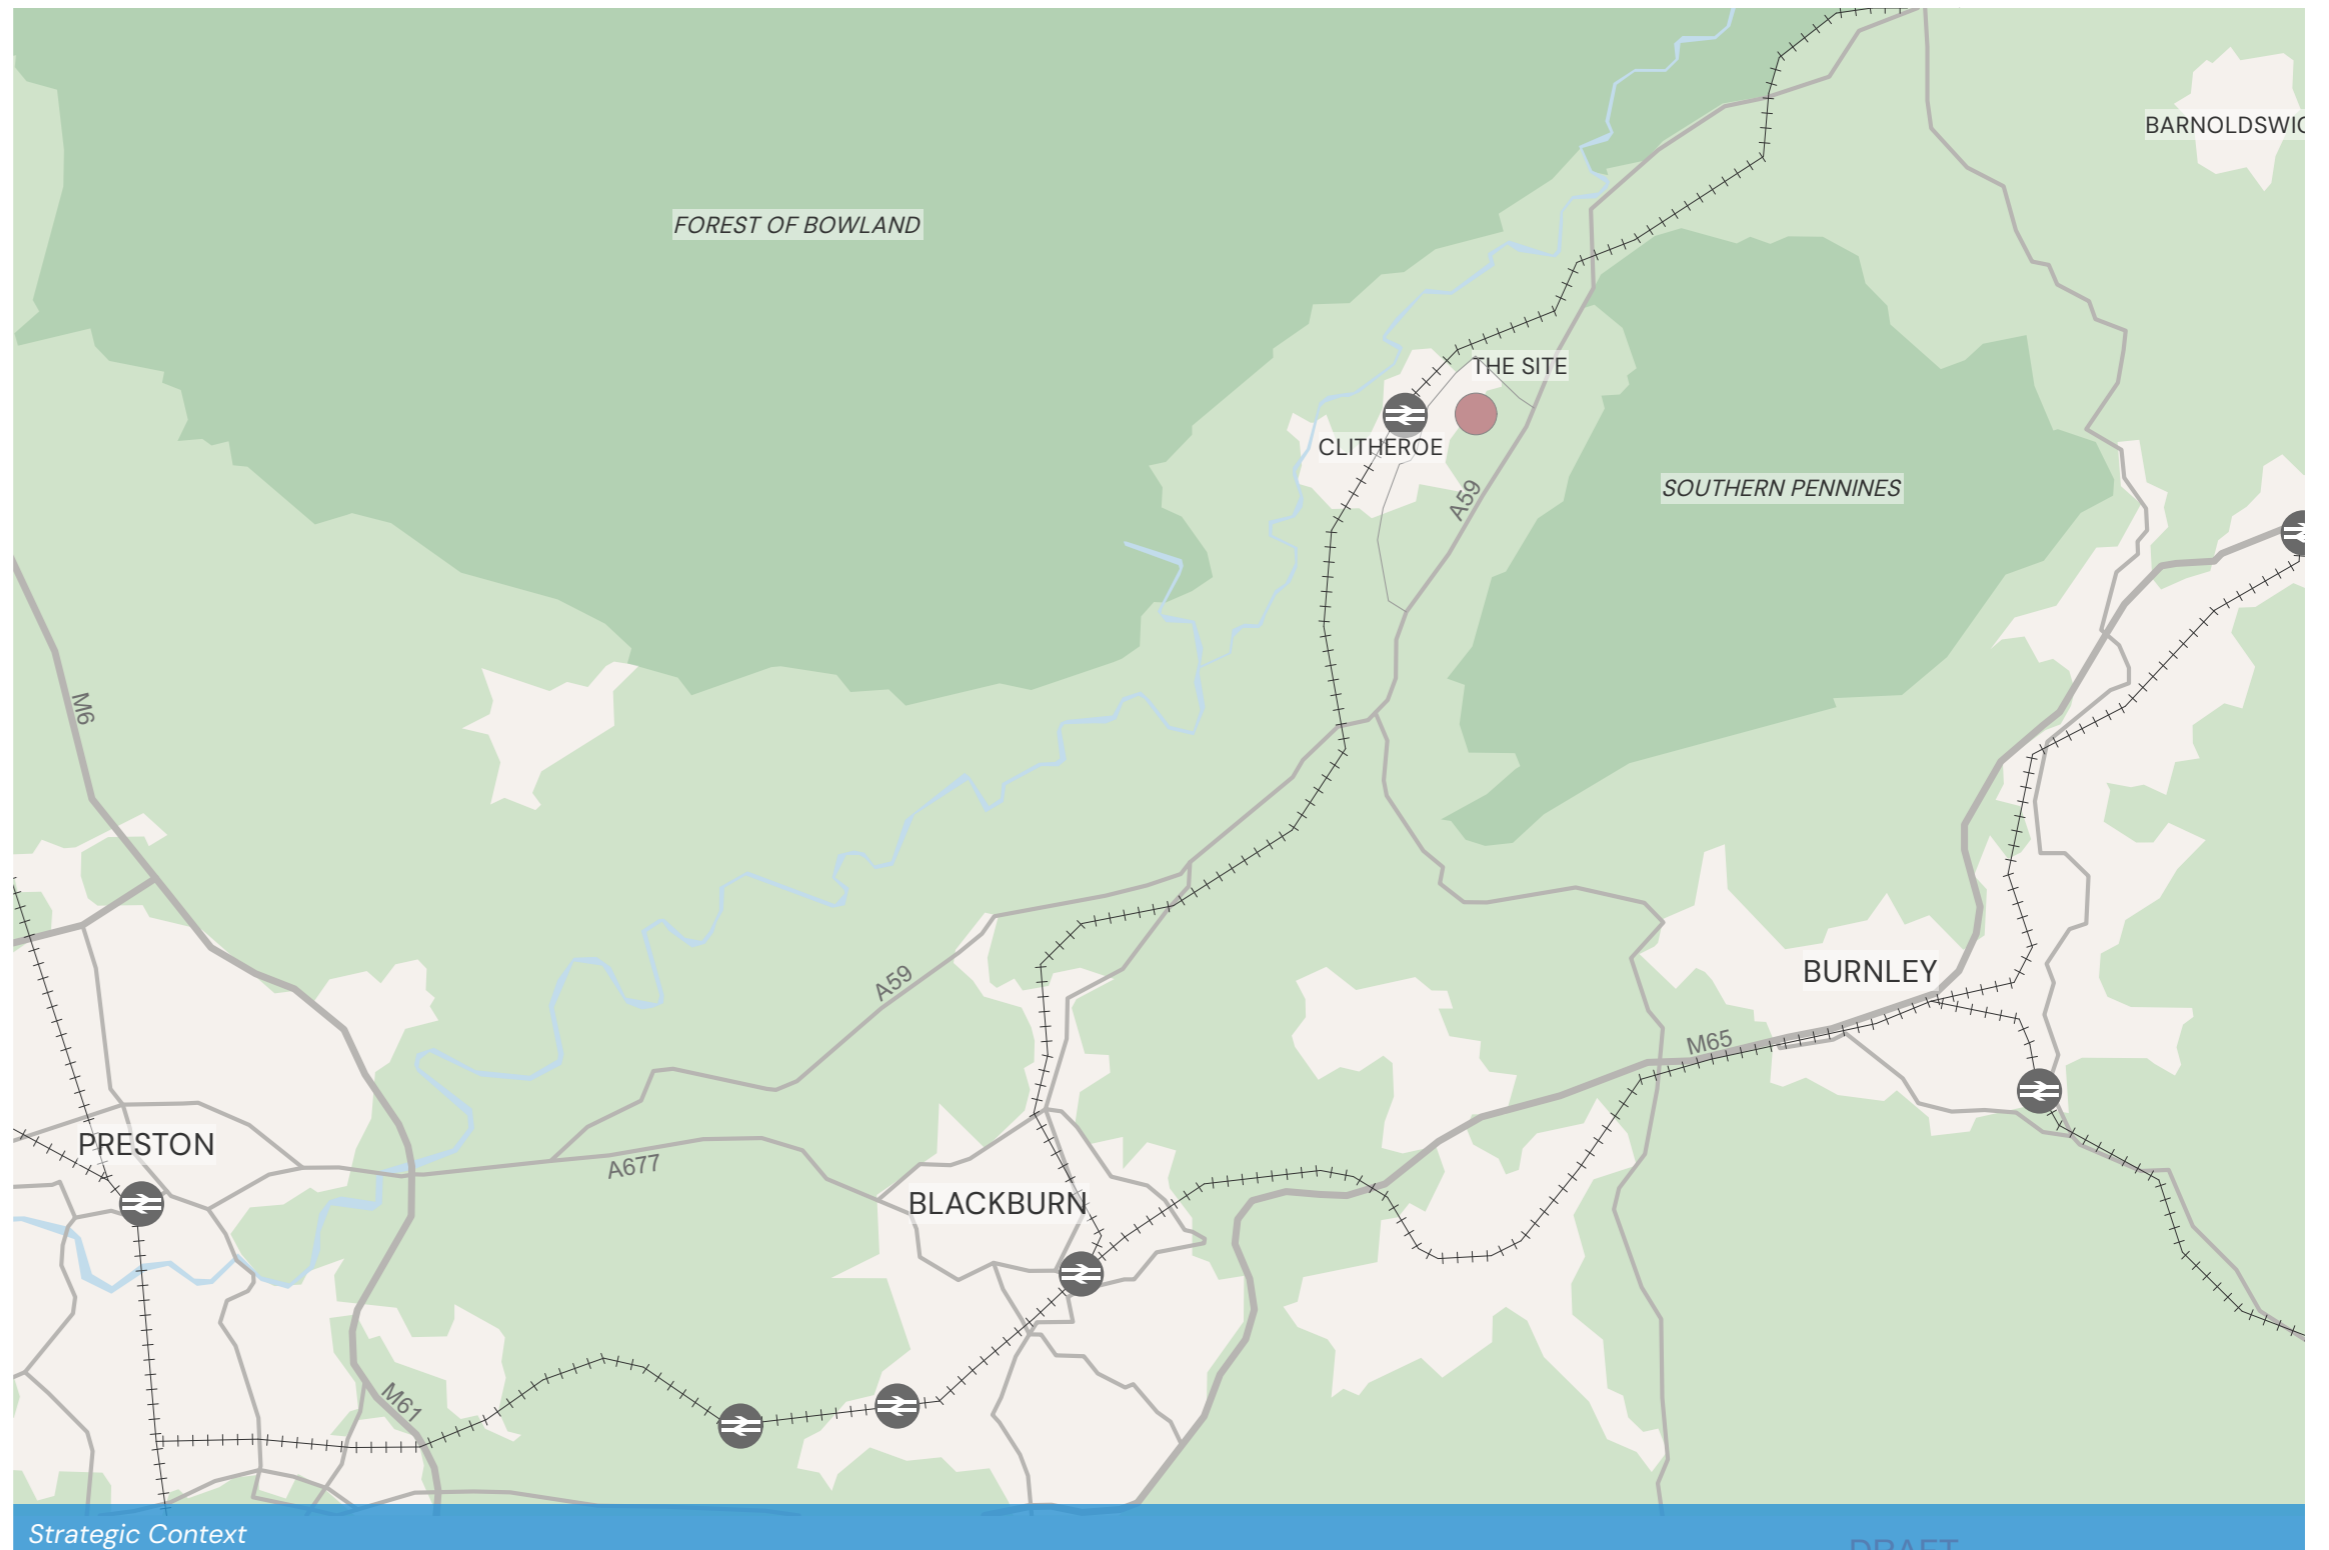 BARNOLDSWIC
FOREST OF BOWLAND
THE SITE
CLITHEROE
A59
SOUTHERN PENNINES
M6
BURNLEY
A59
M65
PRESTON
A677
BLACKBURN
M61
Strategic Context
DRAFT